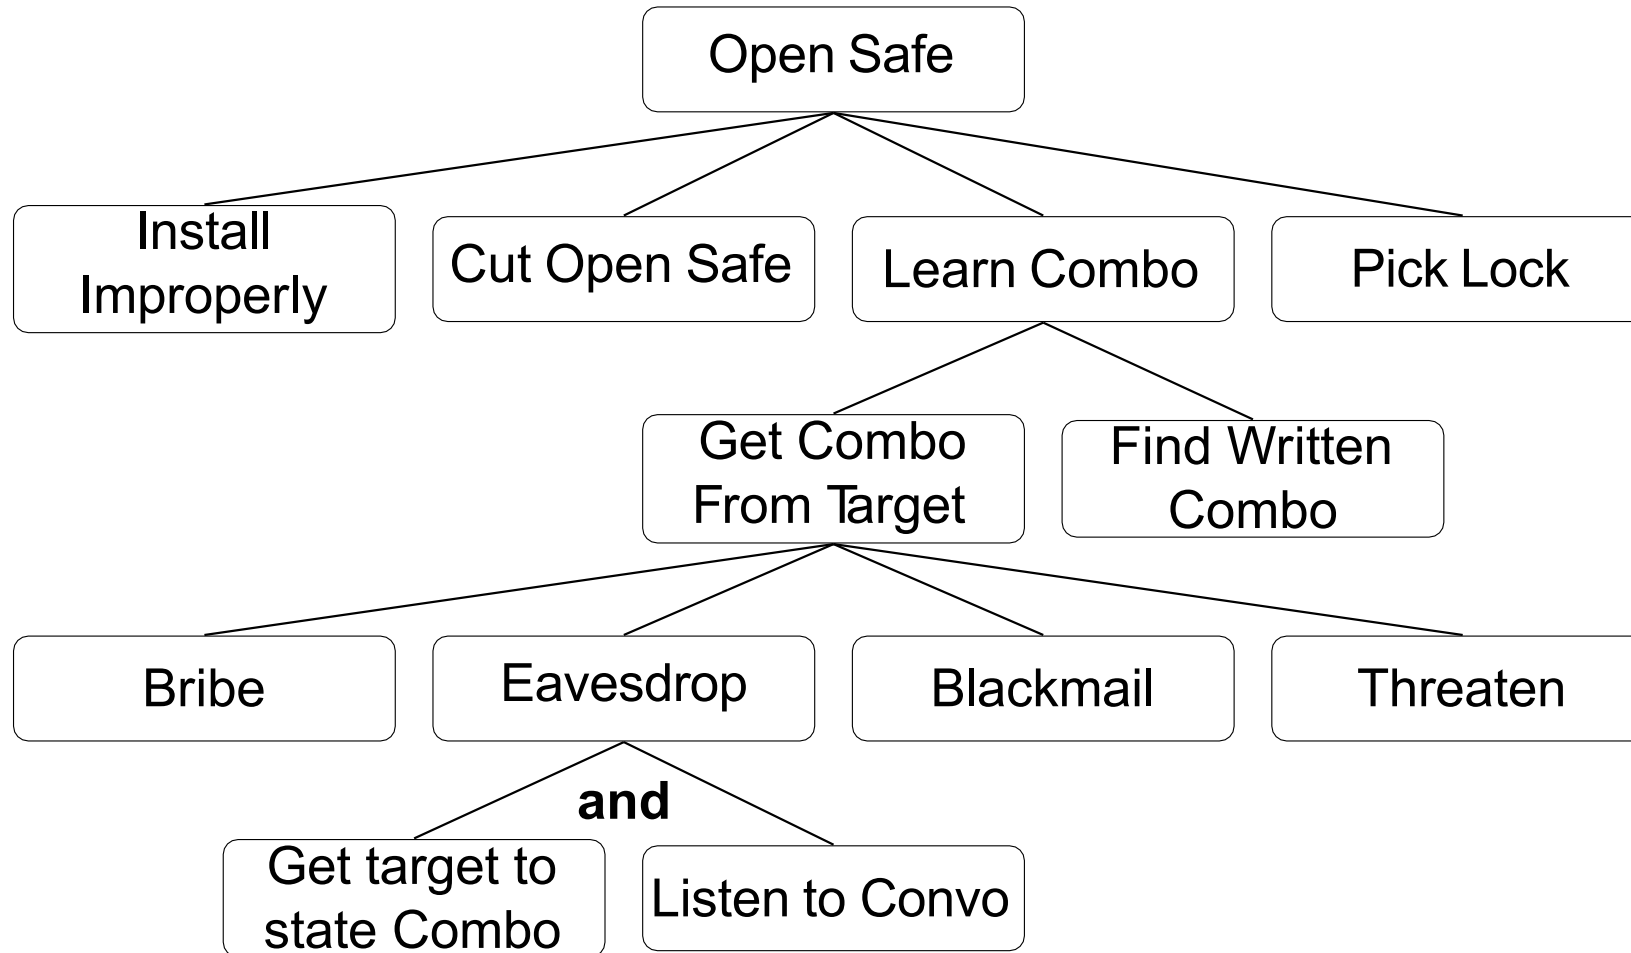 Open Safe
Install
Improperly
Cut Open Safe
Learn Combo
Pick Lock
Get Combo
From Target
Find Written
Combo
Bribe
Eavesdrop
Blackmail
Threaten
and
Get target to
state Combo
Listen to Convo